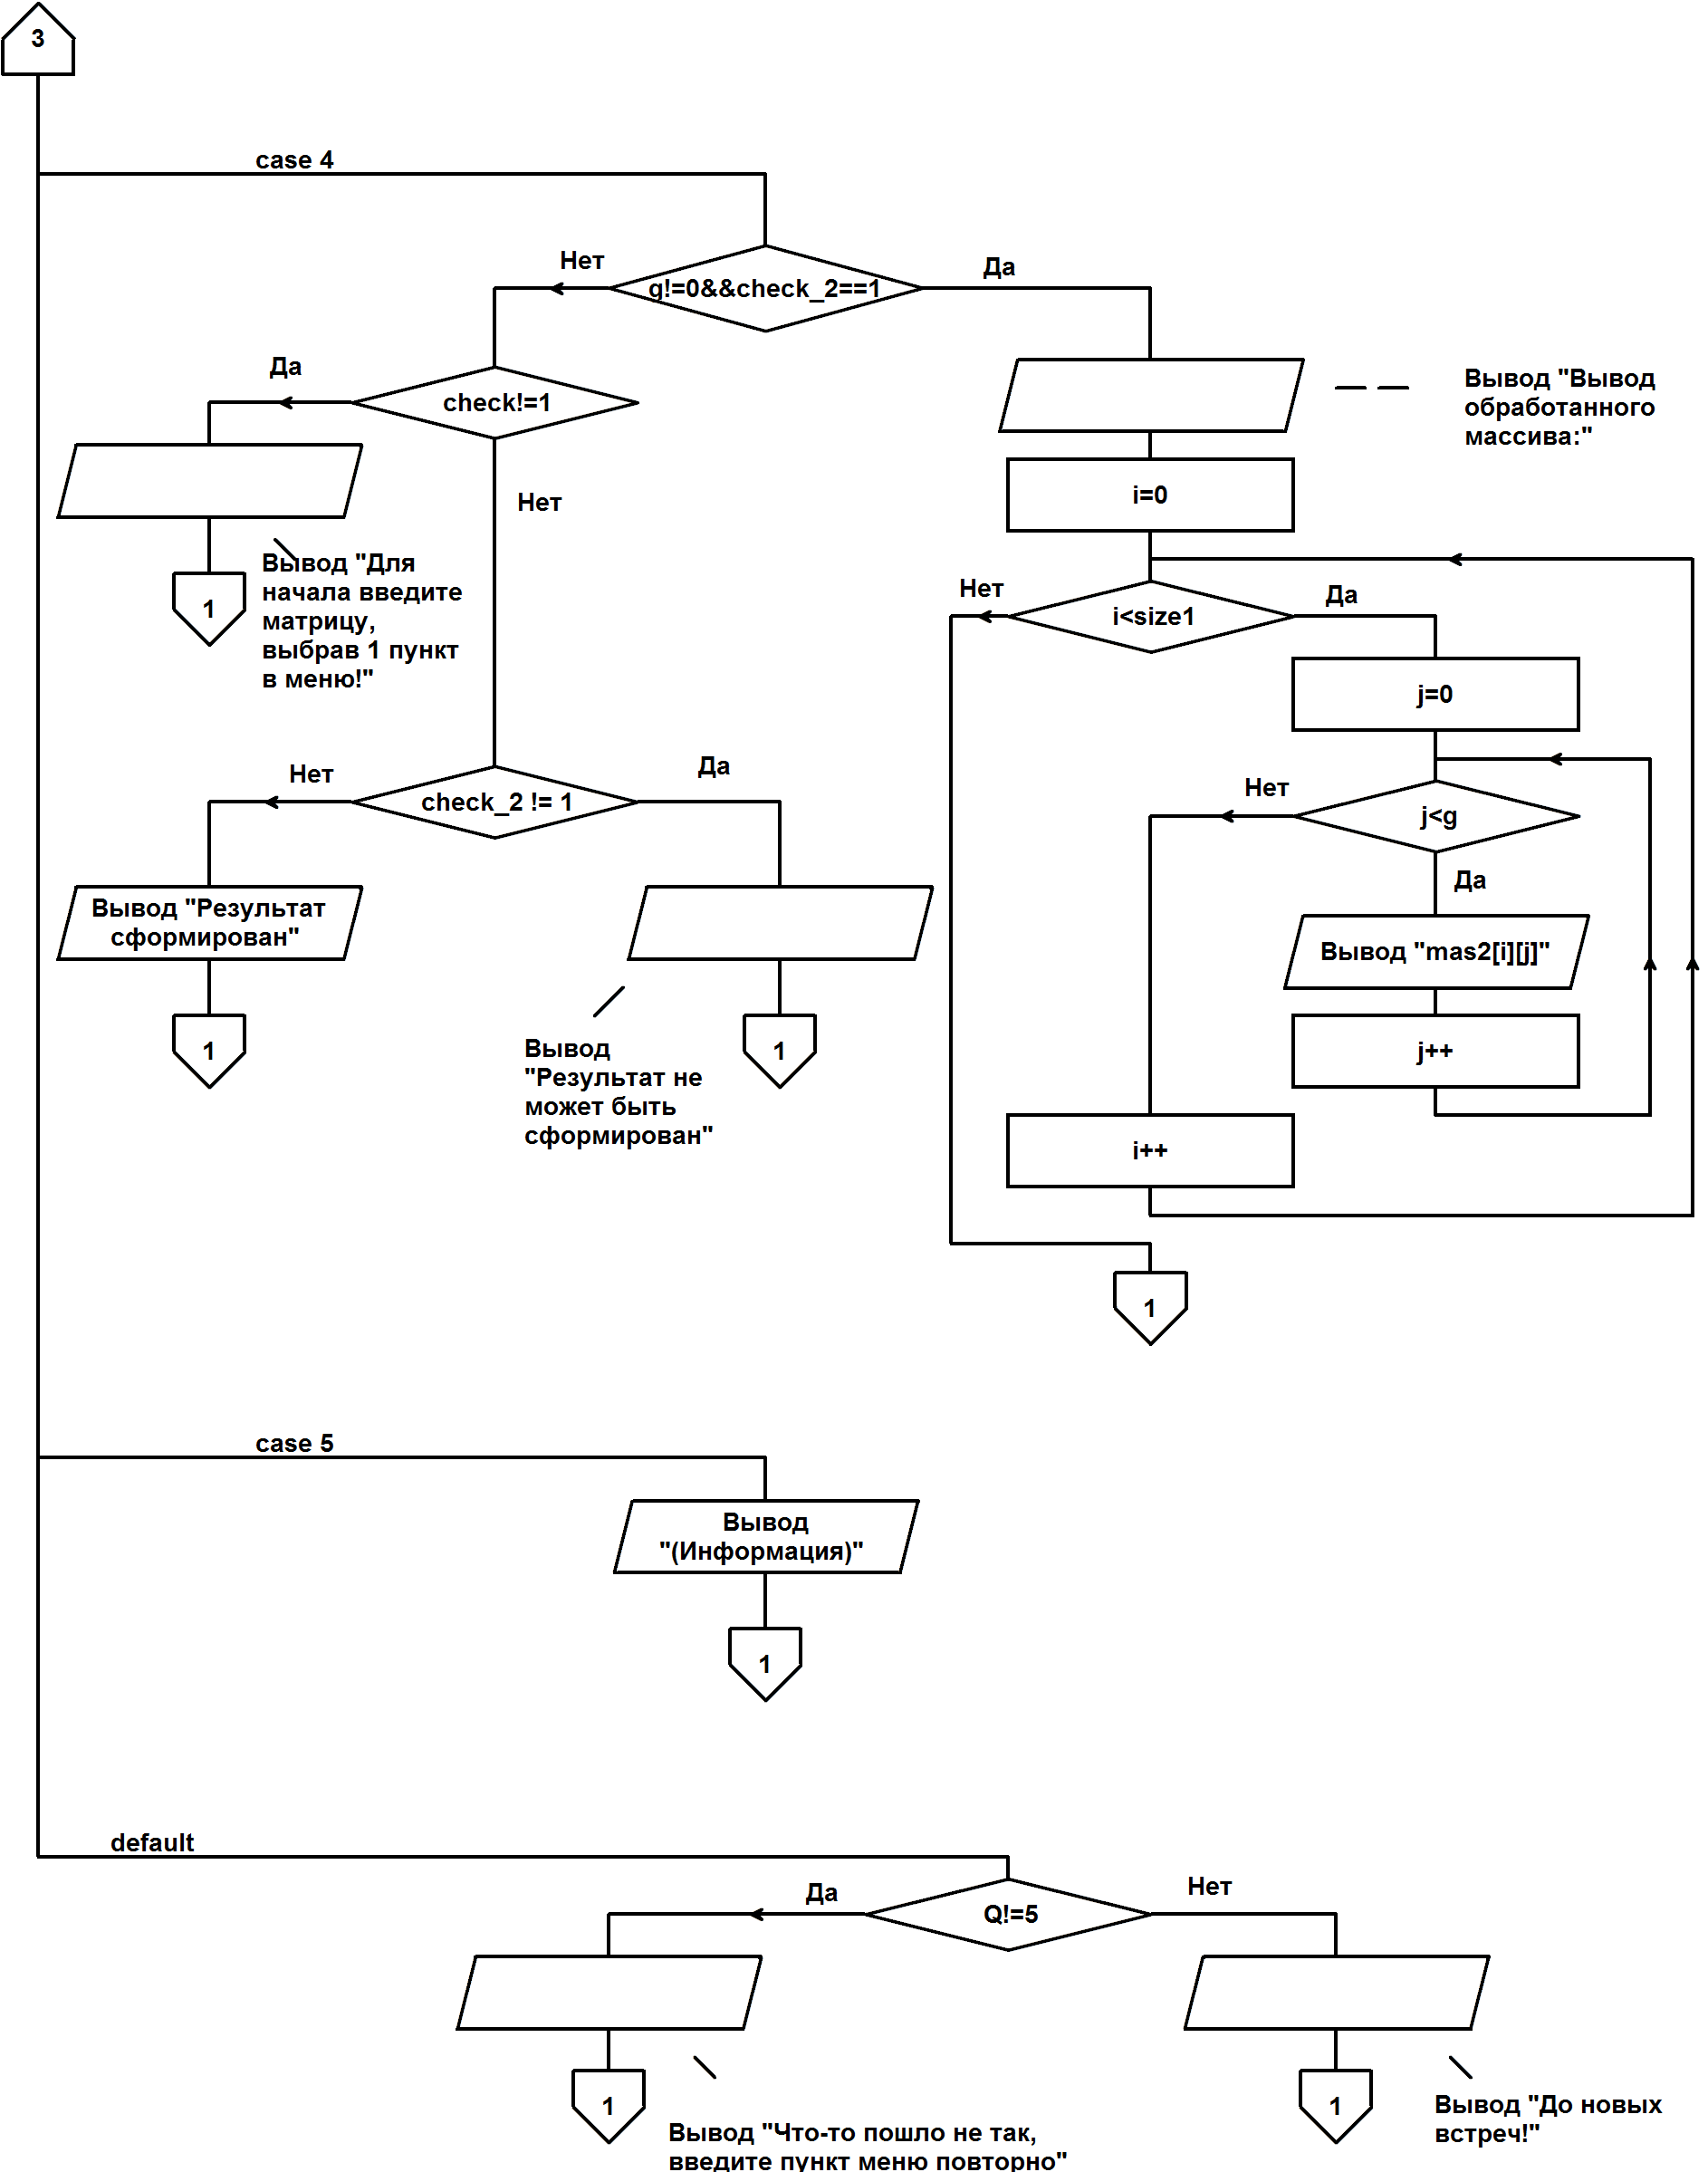 3
case 4
Нет
Да
g!=0&&check_2==1
Да
check!=1
Вывод "Вывод
обработанного
массива:"
i=0
Нет
Вывод "Для
начала введите
матрицу,
выбрав 1 пункт
в меню!"
1
Нет
Да
i<size1
j=0
Нет
Да
check_2 != 1
Нет
j<g
Да
Вывод "Результат
сформирован"
Вывод "mas2[i][j]"
1
Вывод
"Результат не
может быть
сформирован"
1
j++
i++
1
case 5
Вывод
"(Информация)"
1
default
Да
Нет
Q!=5
1
Вывод "Что-то пошло не так,
введите пункт меню повторно"
1
Вывод "До новых
встреч!"